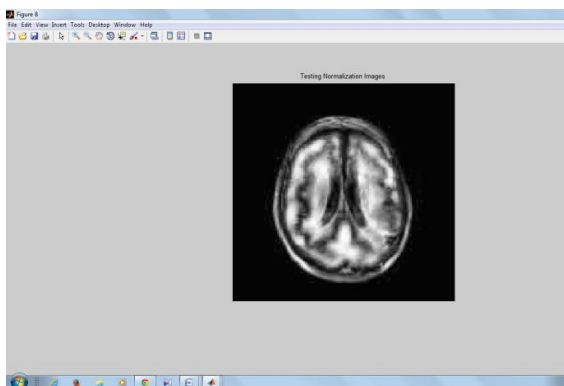 Figure 8
File Edit View Insert Tools Desktop Window Help
Testing Normalization Images